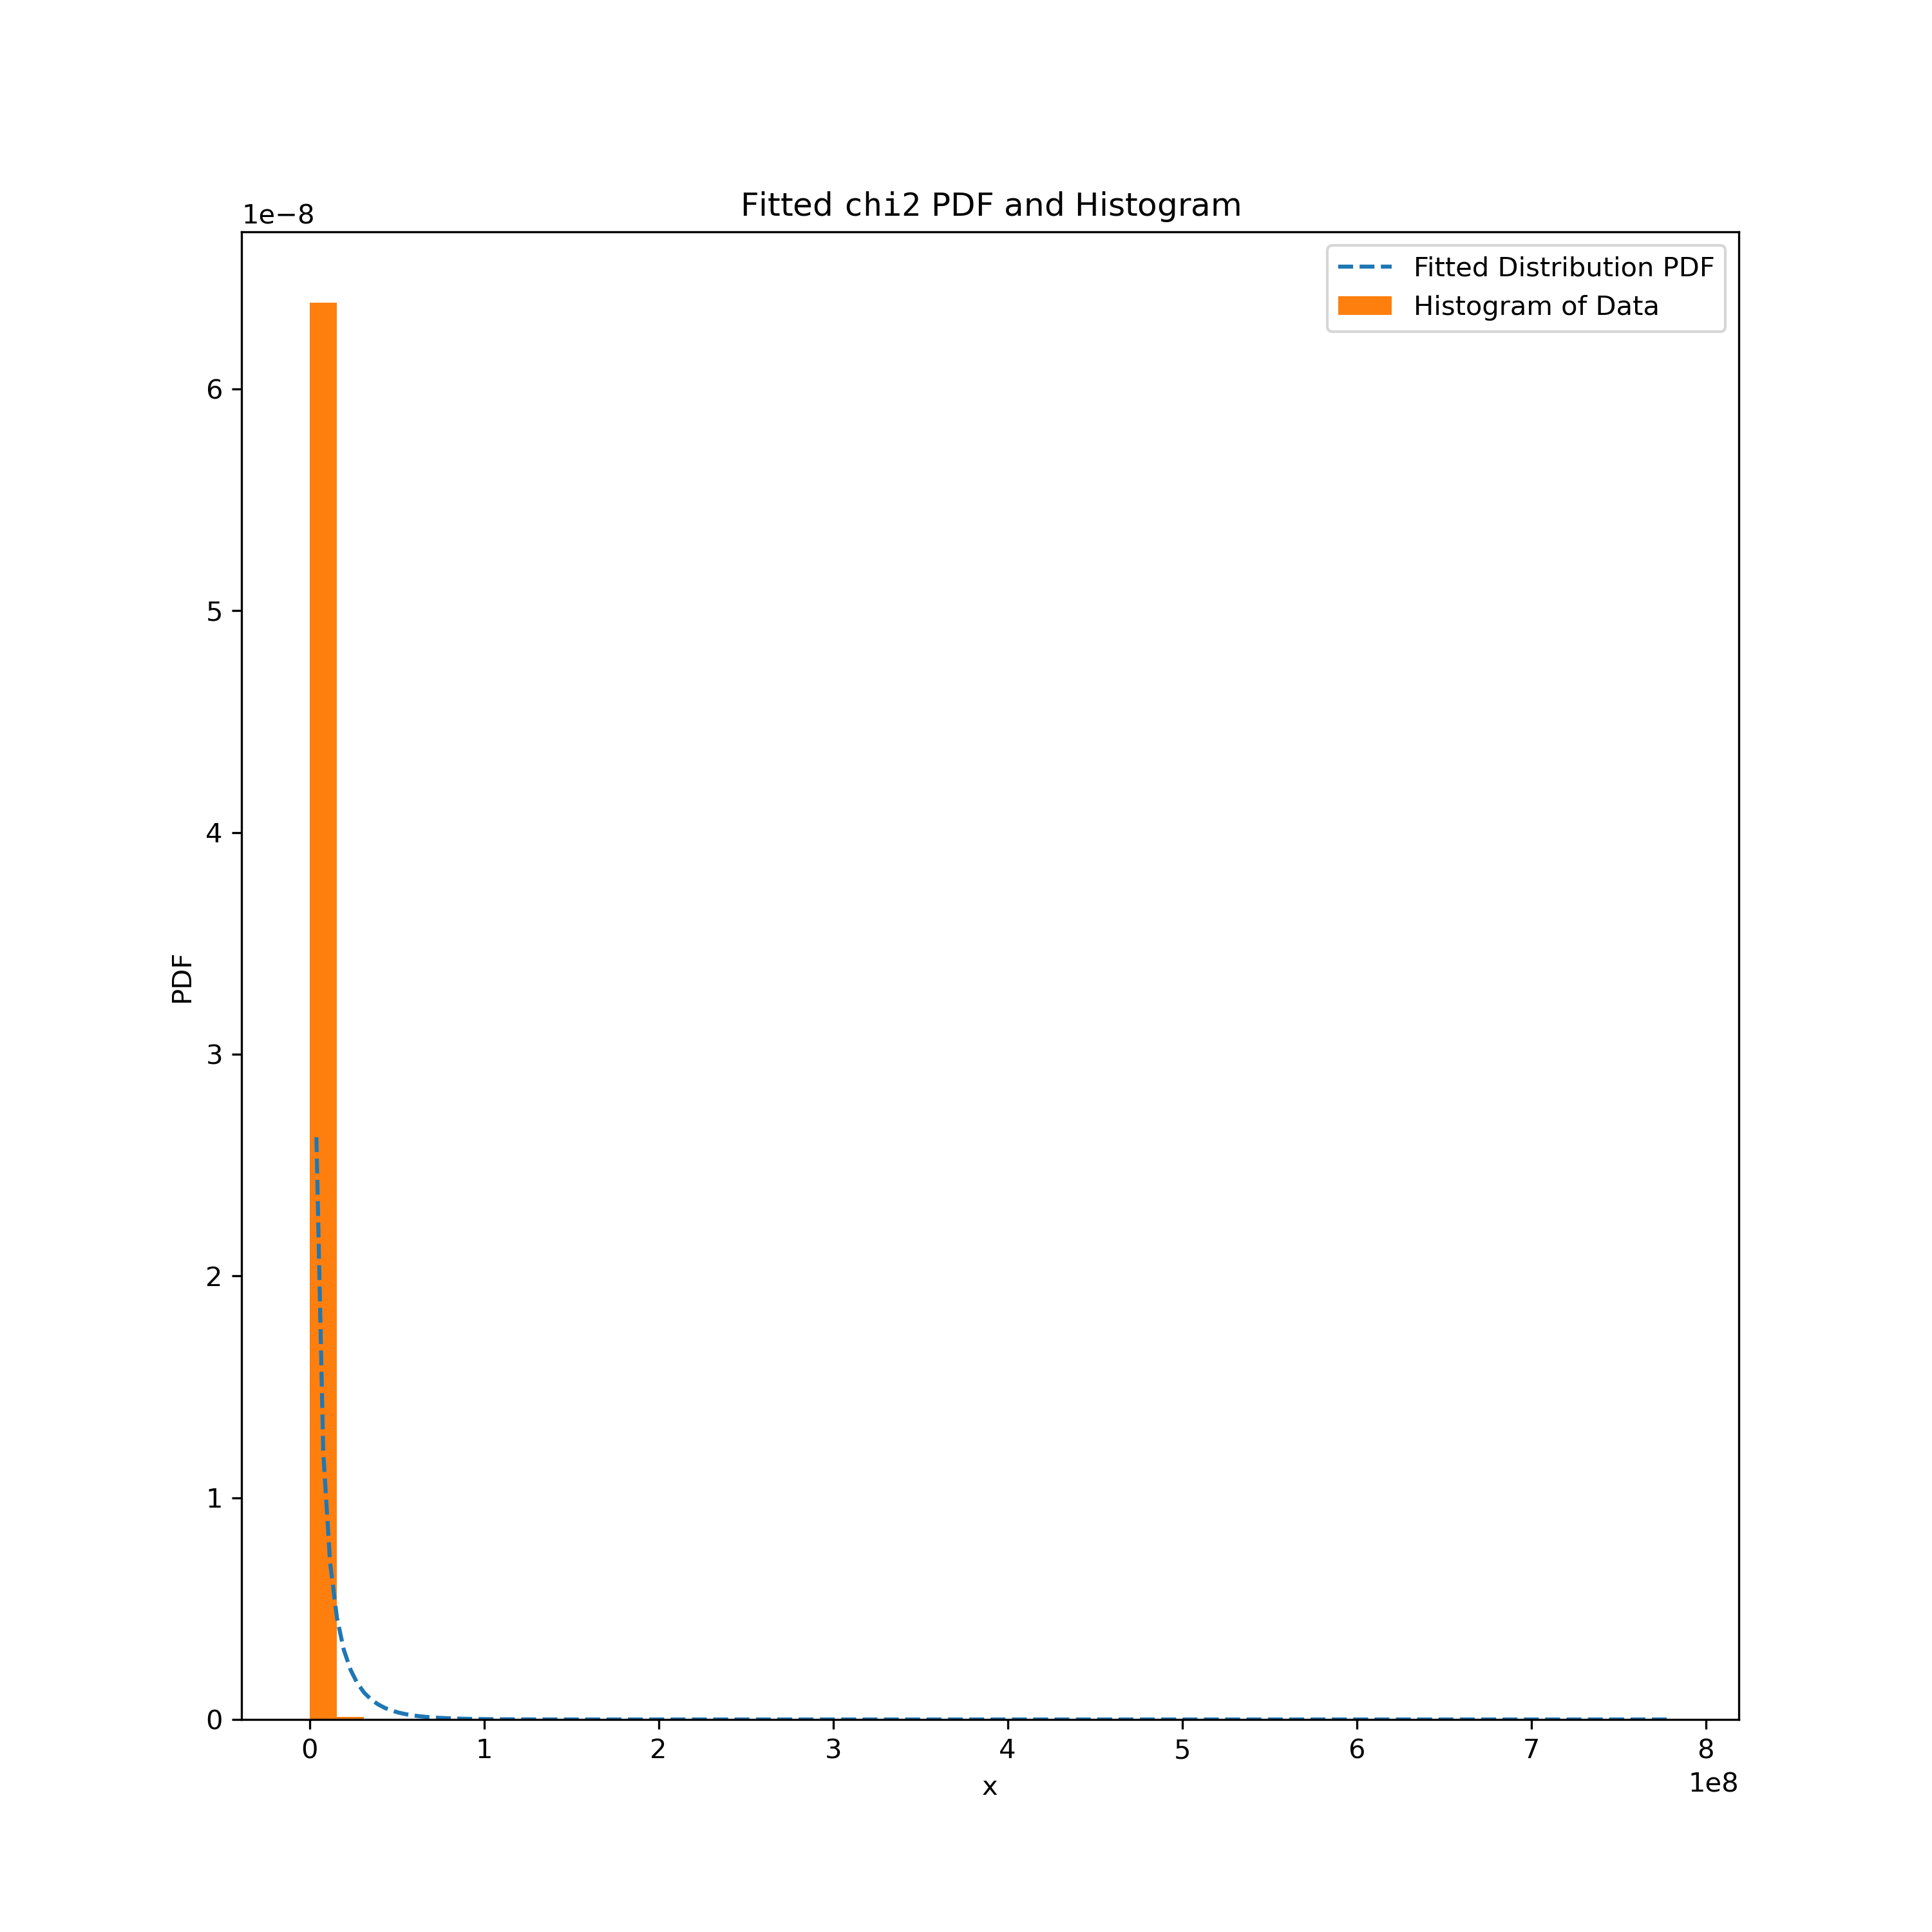 Fitted chi2 PDF and Histogram
1e−8
Fitted Distribution PDF
Histogram of Data
6
5
4
3
2
1
0
PDF
0 1 2 3 4 5 6 7 8
1e8
x